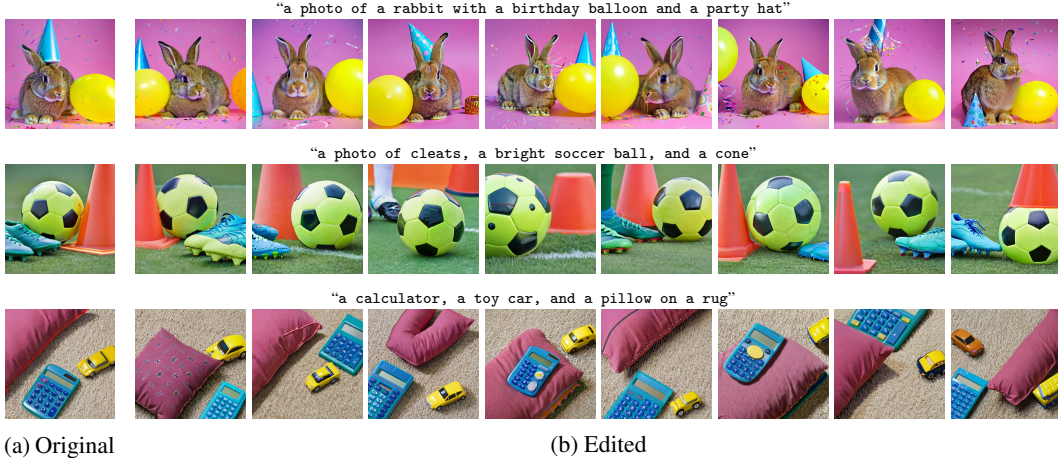 “a photo of a rabbit with a birthday balloon and a party hat”
“a photo of cleats, a bright soccer ball, and a cone”
“a calculator, a toy car, and a pillow on a rug”
(a) Original
(b) Edited